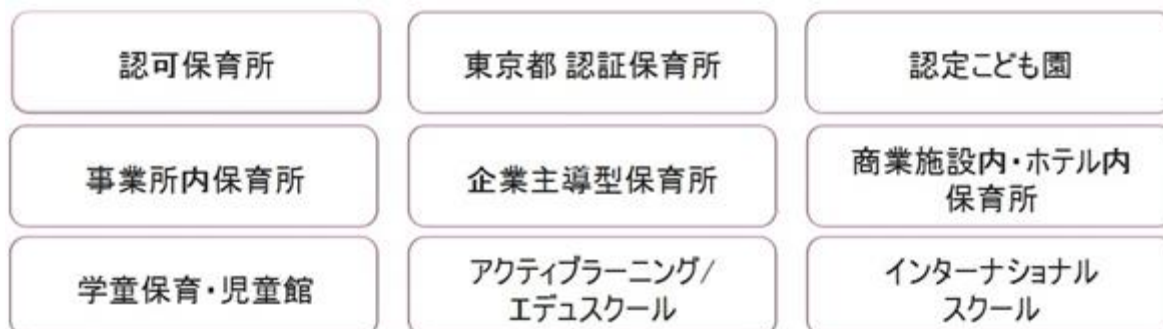 認可保育所
東京都 認証保育所
認定こども園
事業所内保育所
企業主導型保育所
商業施設内・ホテル内
保育所
学童保育・児童館
アクティブラーニング/
エデュスクール
インターナショナル
スクール